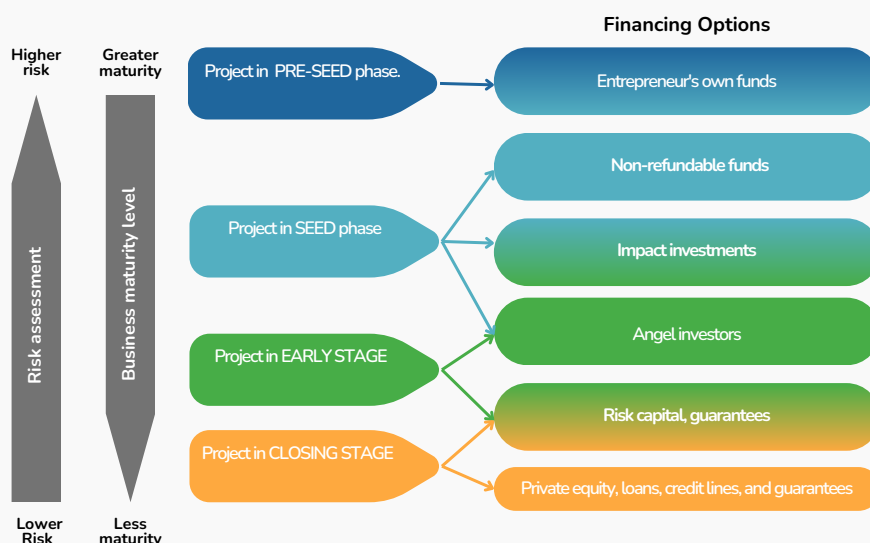 Financing Options
Higher
risk
Greater
maturity
Project in PRE-SEED phase.
Entrepreneur's own funds
Non-refundable funds
Project in SEED phase
Impact investments
Risk assessment
Business maturity level
Angel investors
Project in EARLY STAGE
Risk capital, guarantees
Project in CLOSING STAGE
Private equity, loans, credit lines, and guarantees
Lower
Risk
Less
maturity